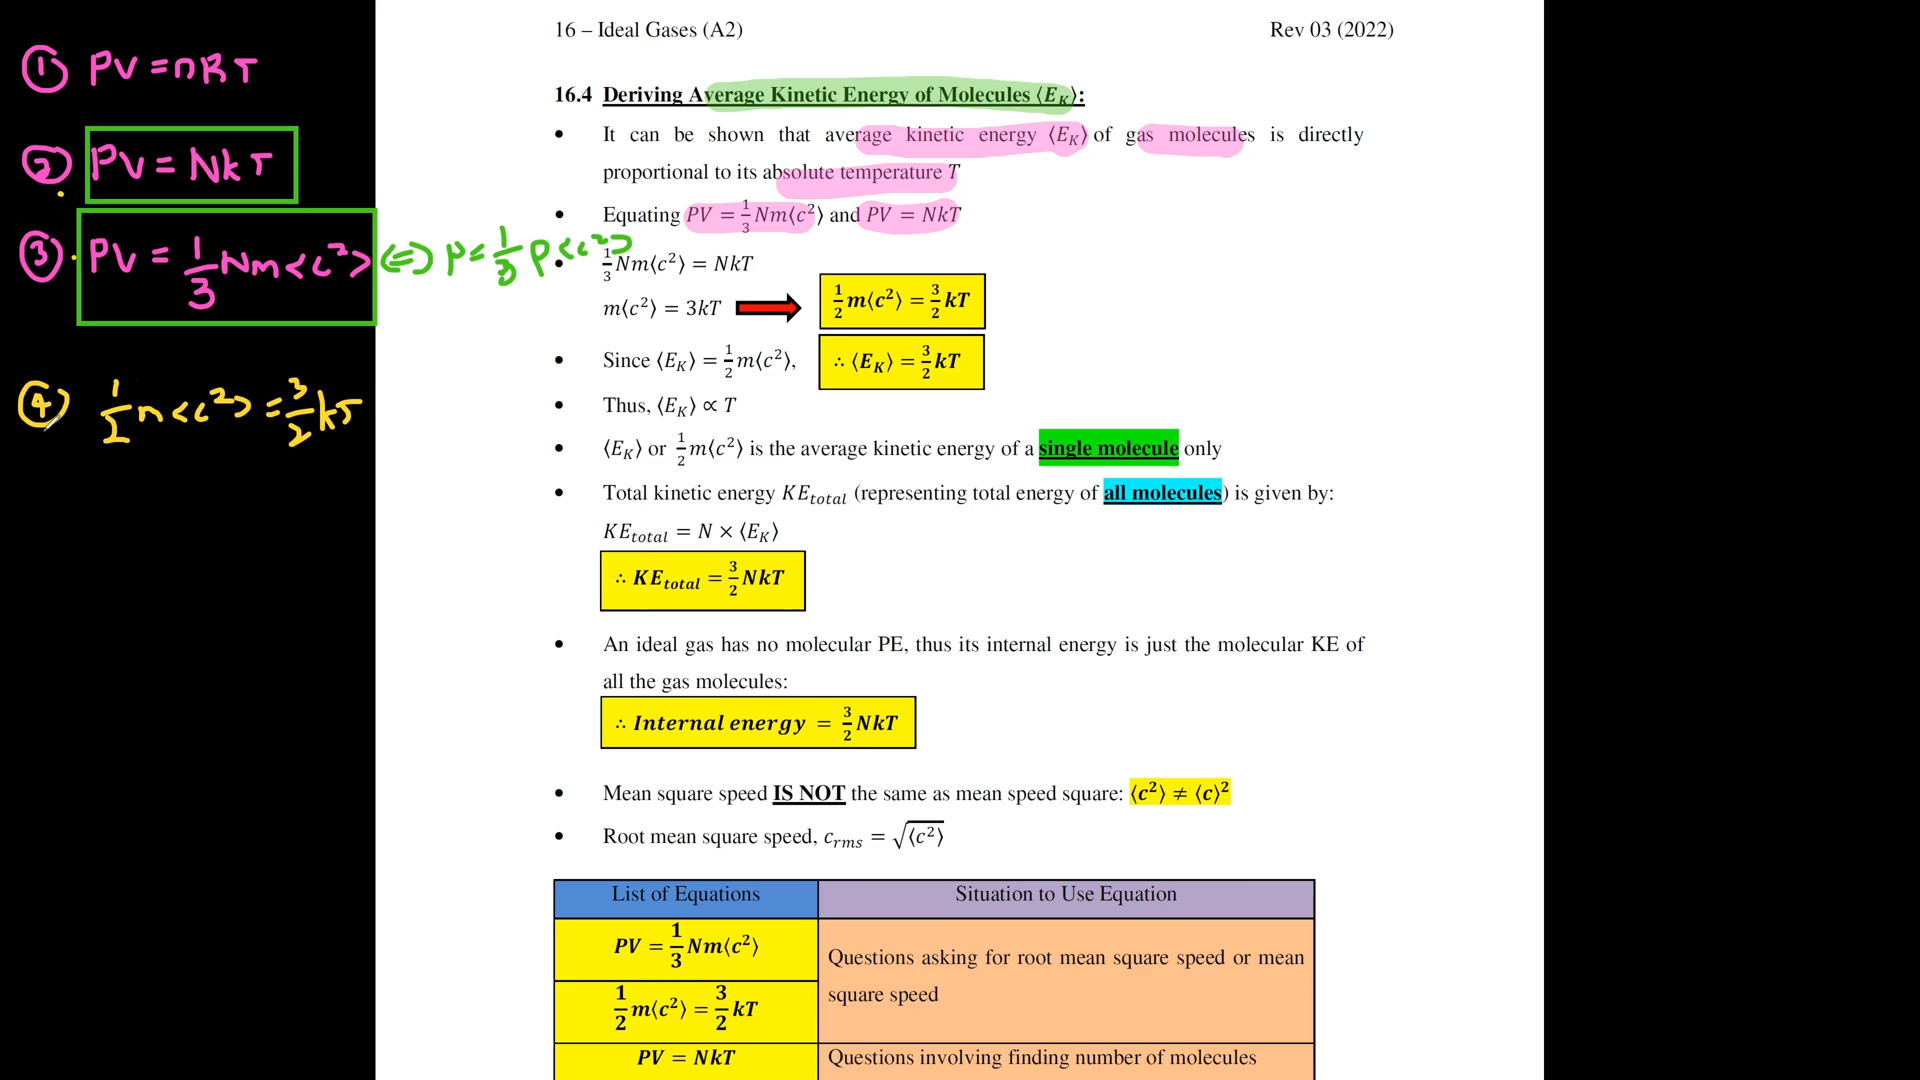 ① PV = nRT
② PV = NkT
③ PV = 1/3 Nm<c²> ⇔ p = 1/3 ρ<c²>
④ 1/2 m<c²> = 3/2 kT
16 – Ideal Gases (A2) Rev 03 (2022)
16.4 Deriving Average Kinetic Energy of Molecules ⟨E_K⟩:
• It can be shown that average kinetic energy ⟨E_K⟩ of gas molecules is directly
proportional to its absolute temperature T
• Equating PV = 1/3 Nm⟨c²⟩ and PV = NkT
• 1/3 Nm⟨c²⟩ = NkT
m⟨c²⟩ = 3kT 1/2 m⟨c²⟩ = 3/2 kT
• Since ⟨E_K⟩ = 1/2 m⟨c²⟩, ∴ ⟨E_K⟩ = 3/2 kT
• Thus, ⟨E_K⟩ ∝ T
• ⟨E_K⟩ or 1/2 m⟨c²⟩ is the average kinetic energy of a single molecule only
• Total kinetic energy KE_total (representing total energy of all molecules) is given by:
KE_total = N × ⟨E_K⟩
∴ KE_total = 3/2 NkT
• An ideal gas has no molecular PE, thus its internal energy is just the molecular KE of
all the gas molecules:
∴ Internal energy = 3/2 NkT
• Mean square speed IS NOT the same as mean speed square: ⟨c²⟩ ≠ ⟨c⟩²
• Root mean square speed, c_rms = √⟨c²⟩
List of Equations Situation to Use Equation
PV = 1/3 Nm⟨c²⟩
Questions asking for root mean square speed or mean
square speed
1/2 m⟨c²⟩ = 3/2 kT
PV = NkT Questions involving finding number of molecules